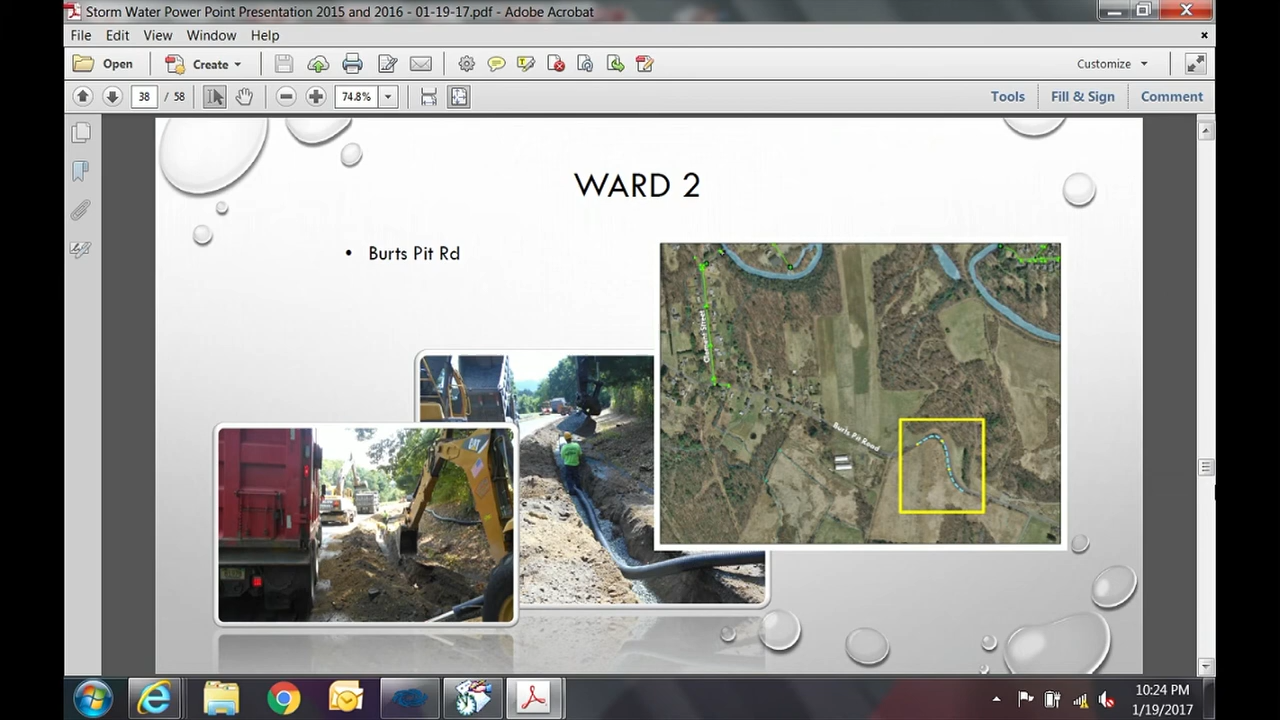 Storm Water Power Point Presentation 2015 and 2016 - 01-19-17.pdf - Adobe Acrobat
File Edit View Window Help
Open Create Customize
38 / 58 74.8% Tools Fill & Sign Comment
WARD 2
• Burts Pit Rd
Burts Pit Road
CAT
10:24 PM
1/19/2017